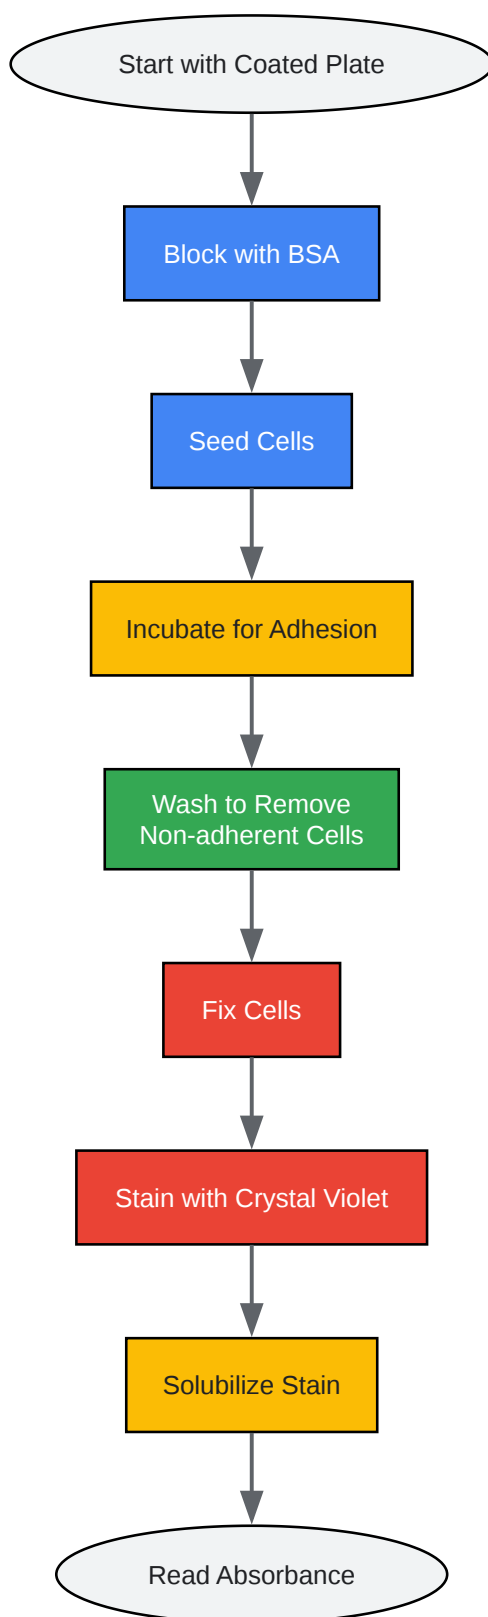 Start with Coated Plate
Block with BSA
Seed Cells
Incubate for Adhesion
Wash to Remove
Non-adherent Cells
Fix Cells
Stain with Crystal Violet
Solubilize Stain
Read Absorbance